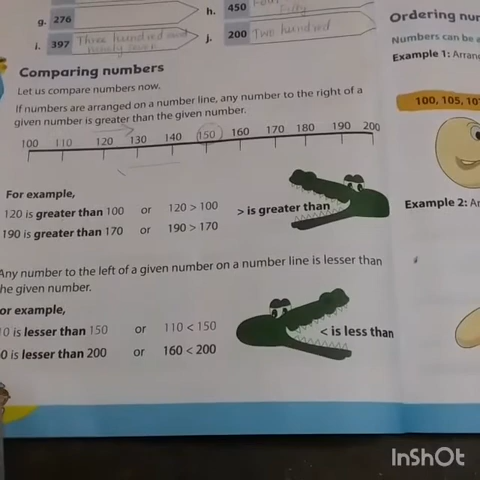 g. 276
h. 450 Fifty
i. 397 Three hundred and ninety seven
j. 200 Two hundred
Comparing numbers
Let us compare numbers now.
If numbers are arranged on a number line, any number to the right of a
given number is greater than the given number.
100 110 120 130 140 150 160 170 180 190 200
For example,
120 is greater than 100 or 120 > 100
190 is greater than 170 or 190 > 170
> is greater than
Any number to the left of a given number on a number line is lesser than
he given number.
or example,
10 is lesser than 150 or 110 < 150
0 is lesser than 200 or 160 < 200
< is less than
Ordering nu
Numbers can be a
Example 1: Arran
100, 105, 10
Example 2: Ar
InShOt